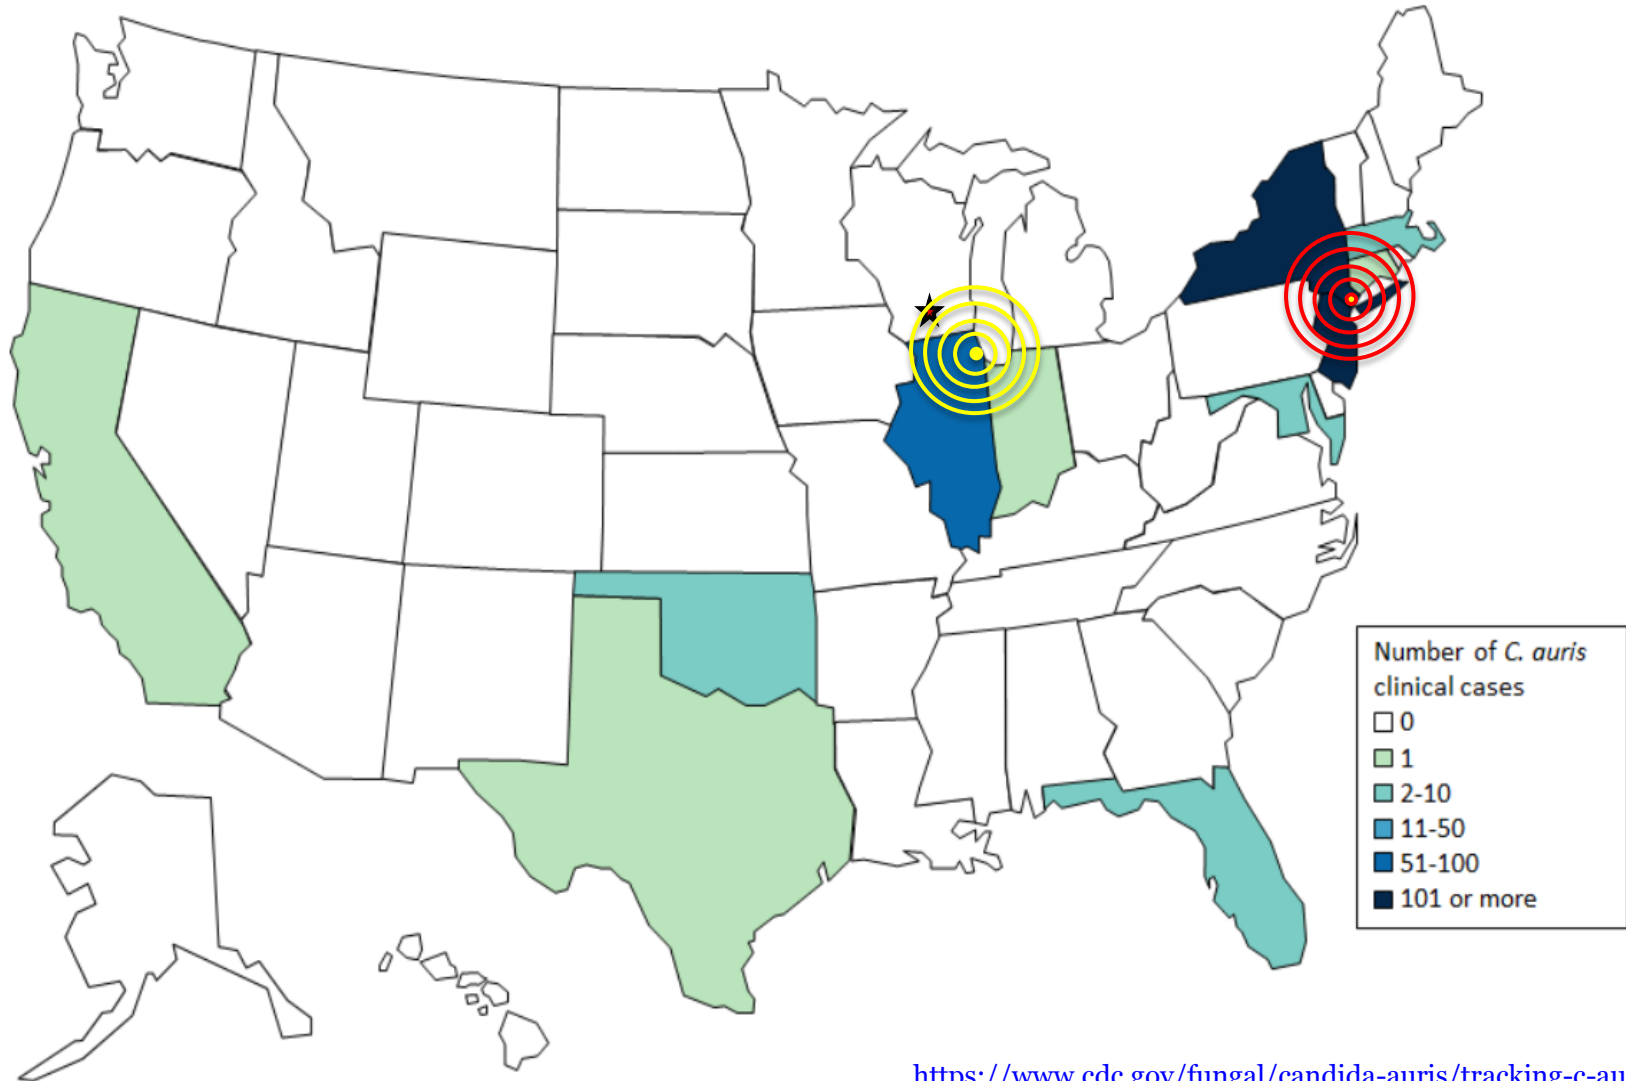 Number of C. auris
clinical cases
0
1
2-10
11-50
51-100
101 or more
https://www.cdc.gov/fungal/candida-auris/tracking-c-au